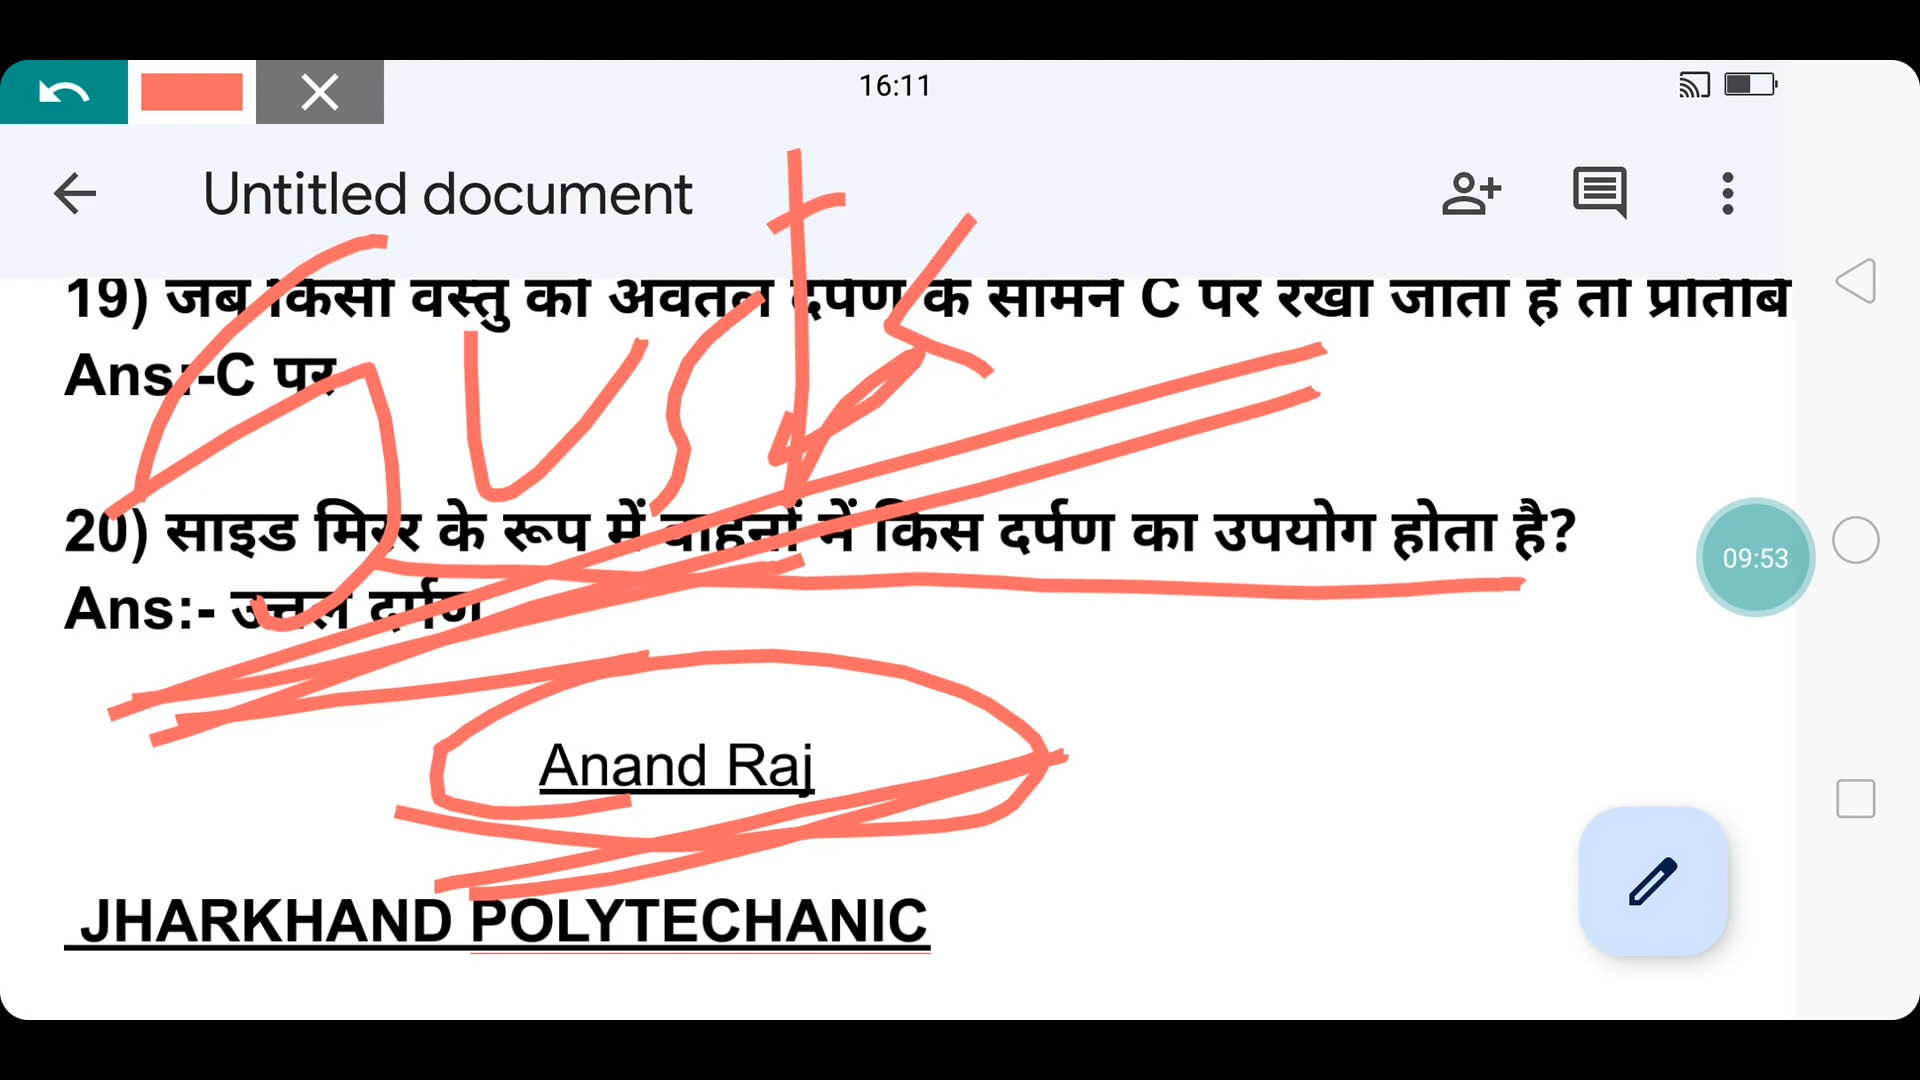 16:11
Untitled document
19) जब किसी वस्तु को अवतल दर्पण के सामने C पर रखा जाता है तो प्रतिबि
Ans:-C पर
20) साइड मिरर के रूप में वाहनों में किस दर्पण का उपयोग होता है?
09:53
Ans:- उत्तल दर्पण
Anand Raj
JHARKHAND POLYTECHANIC